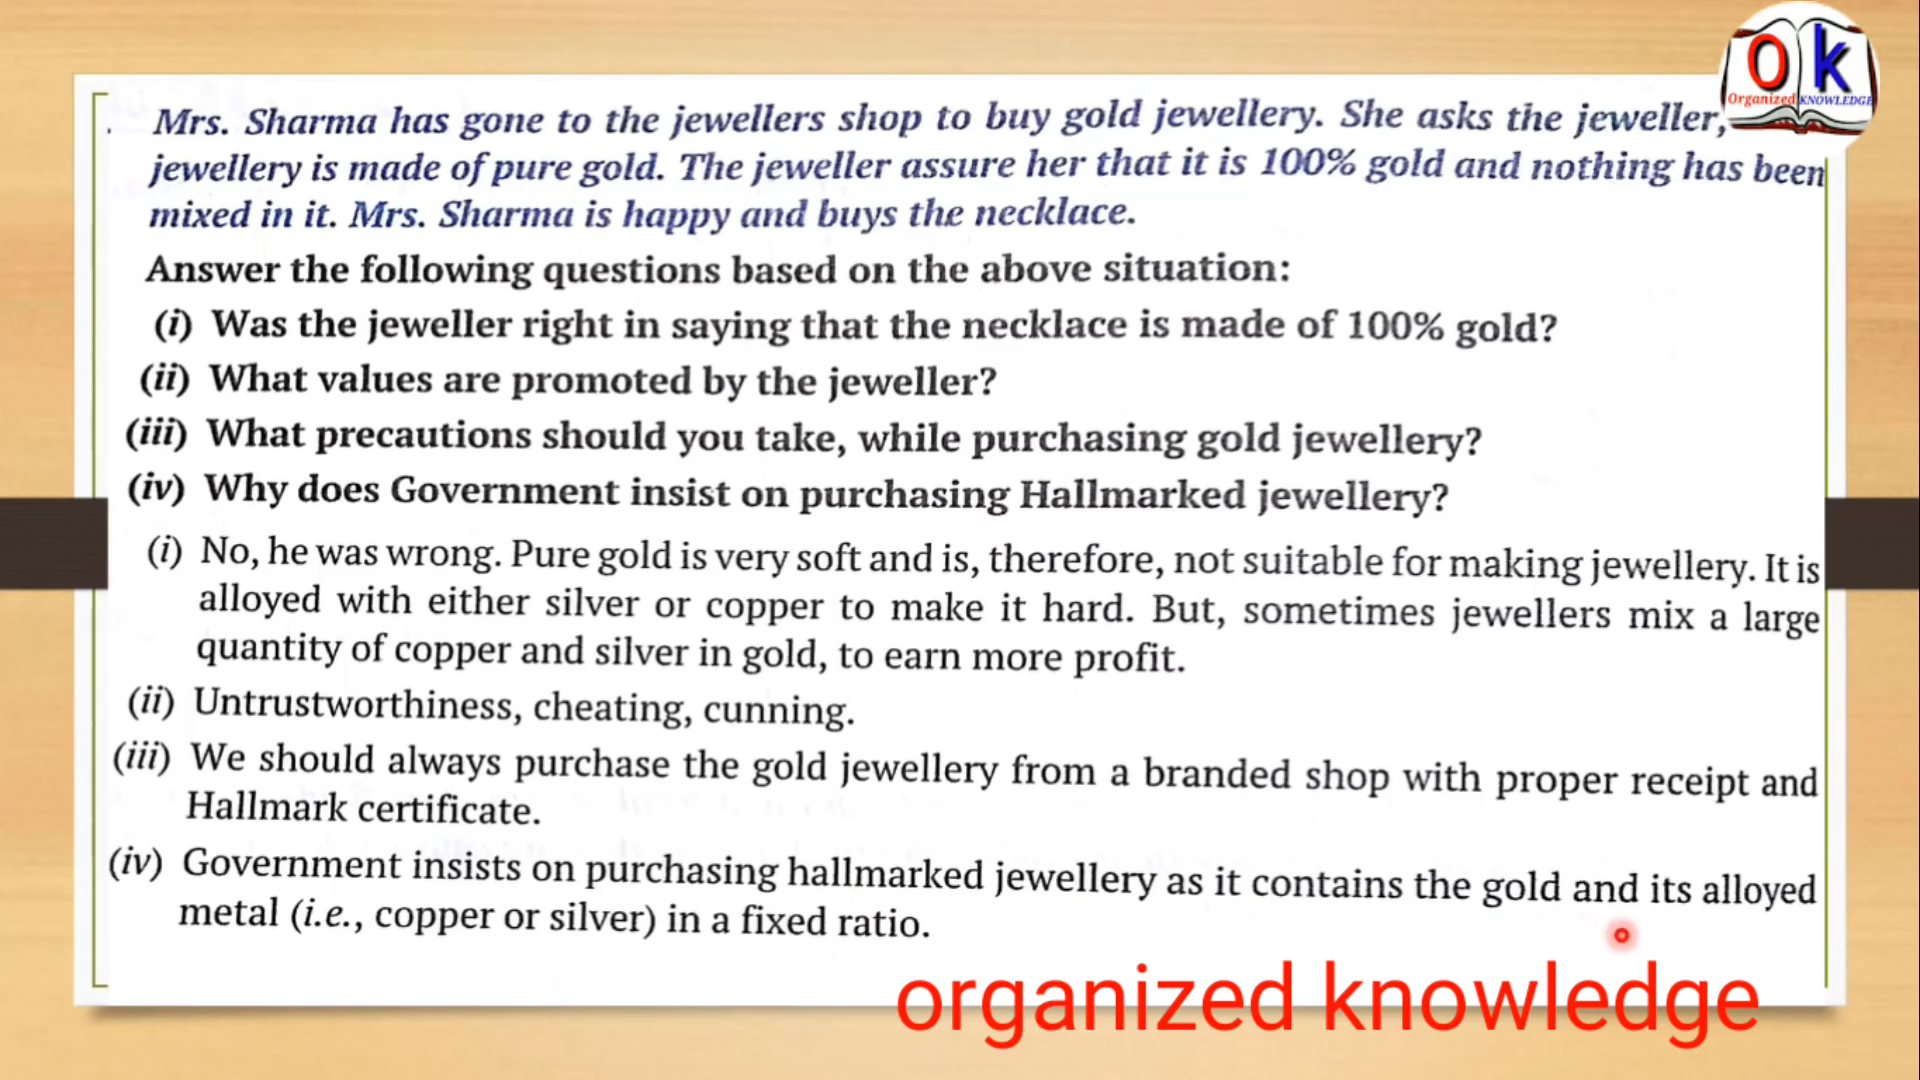 O k
Organized KNOWLEDGE
Mrs. Sharma has gone to the jewellers shop to buy gold jewellery. She asks the jeweller,
jewellery is made of pure gold. The jeweller assure her that it is 100% gold and nothing has been
mixed in it. Mrs. Sharma is happy and buys the necklace.
Answer the following questions based on the above situation:
(i) Was the jeweller right in saying that the necklace is made of 100% gold?
(ii) What values are promoted by the jeweller?
(iii) What precautions should you take, while purchasing gold jewellery?
(iv) Why does Government insist on purchasing Hallmarked jewellery?
(i) No, he was wrong. Pure gold is very soft and is, therefore, not suitable for making jewellery. It is
alloyed with either silver or copper to make it hard. But, sometimes jewellers mix a large
quantity of copper and silver in gold, to earn more profit.
(ii) Untrustworthiness, cheating, cunning.
(iii) We should always purchase the gold jewellery from a branded shop with proper receipt and
Hallmark certificate.
(iv) Government insists on purchasing hallmarked jewellery as it contains the gold and its alloyed
metal (i.e., copper or silver) in a fixed ratio.
organized knowledge